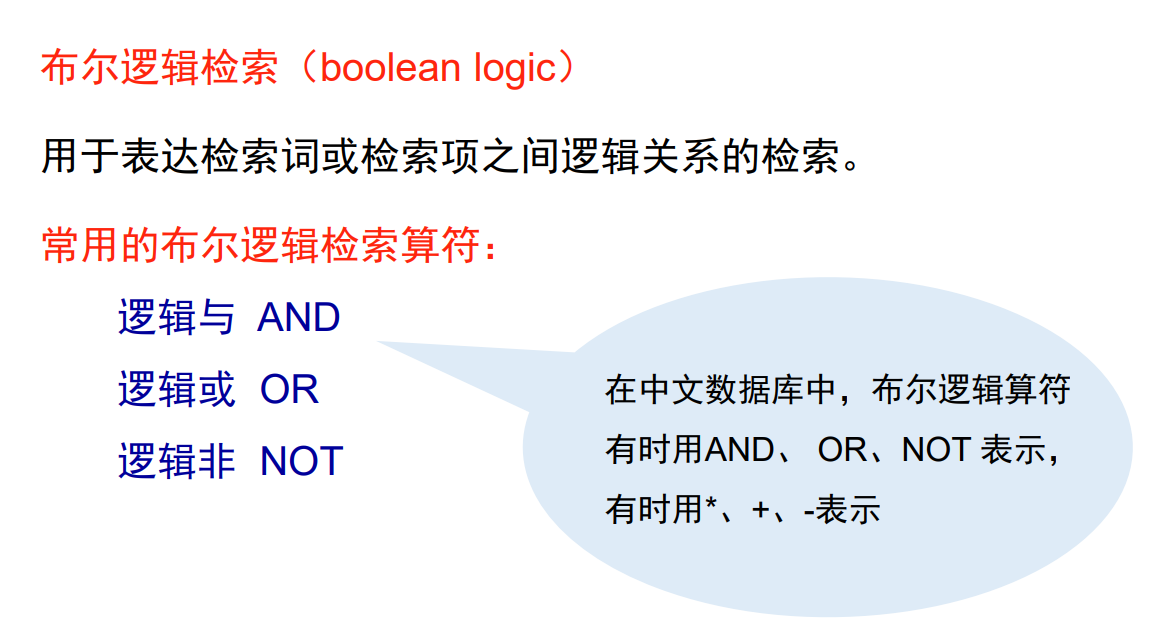 布尔逻辑检索（boolean logic）
用于表达检索词或检索项之间逻辑关系的检索。
常用的布尔逻辑检索算符：
逻辑与 AND
逻辑或 OR
逻辑非 NOT
在中文数据库中，布尔逻辑算符
有时用AND、 OR、NOT 表示，
有时用*、+、-表示